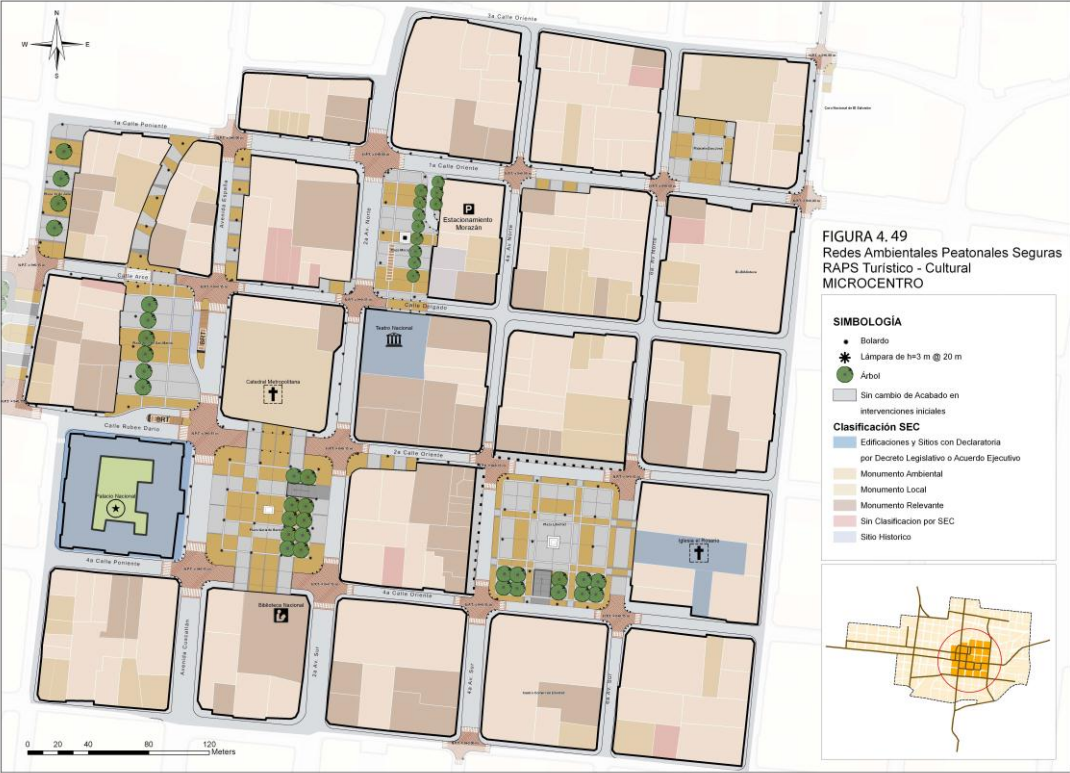 N
W E
S
3a Calle Oriente
1a Calle Poniente
1a Calle Oriente
Avenida España
2a Av. Norte
4a Av. Norte
6a Av. Norte
P
Estacionamiento
Morazán
Calle Arce
Calle Delgado
BRT
Teatro Nacional
Catedral Metropolitana
BRT
Calle Ruben Dario
2a Calle Oriente
Palacio Nacional
Iglesia el Rosario
4a Calle Poniente
4a Calle Oriente
Biblioteca Nacional
Avenida Cuscatlán
2a Av. Sur
4a Av. Sur
6a Av. Sur
0 20 40 80 120
Meters
FIGURA 4. 49
Redes Ambientales Peatonales Seguras
RAPS Turístico - Cultural
MICROCENTRO
SIMBOLOGÍA
Bolardo
Lámpara de h=3 m @ 20 m
Árbol
Sin cambio de Acabado en
intervenciones iniciales
Clasificación SEC
Edificaciones y Sitios con Declaratoria
por Decreto Legislativo o Acuerdo Ejecutivo
Monumento Ambiental
Monumento Local
Monumento Relevante
Sin Clasificacion por SEC
Sitio Historico